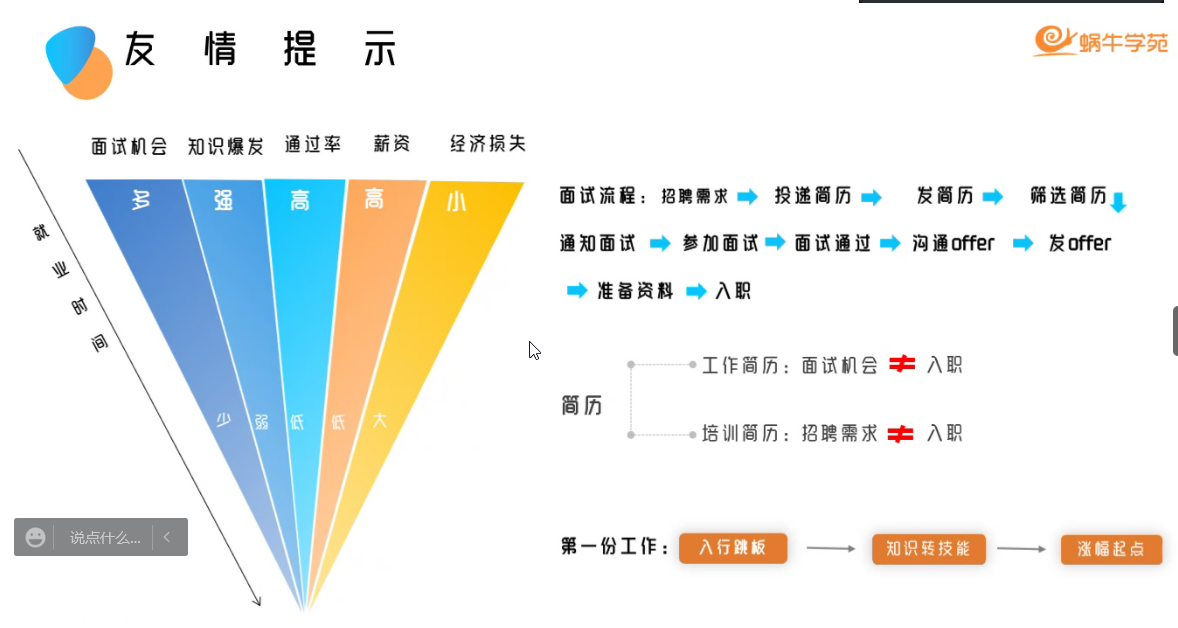 友情提示
蜗牛学苑
面试机会 知识爆发 通过率 薪资 经济损失
多 强 高 高 小
就业时间
少 弱 低 低 大
说点什么...
面试流程：招聘需求 投递简历 发简历 筛选简历
通知面试 参加面试 面试通过 沟通offer 发offer
准备资料 入职
简历
工作简历：面试机会 ≠ 入职
培训简历：招聘需求 ≠ 入职
第一份工作： 入行跳板 知识转技能 涨幅起点